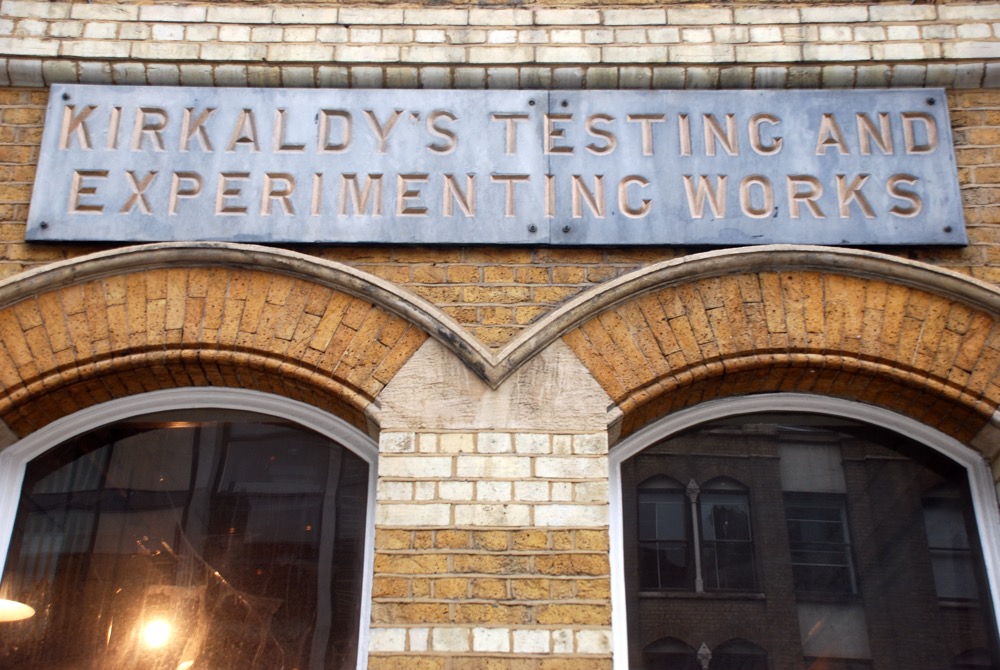 KIRKALDY'S TESTING AND
EXPERIMENTING WORKS